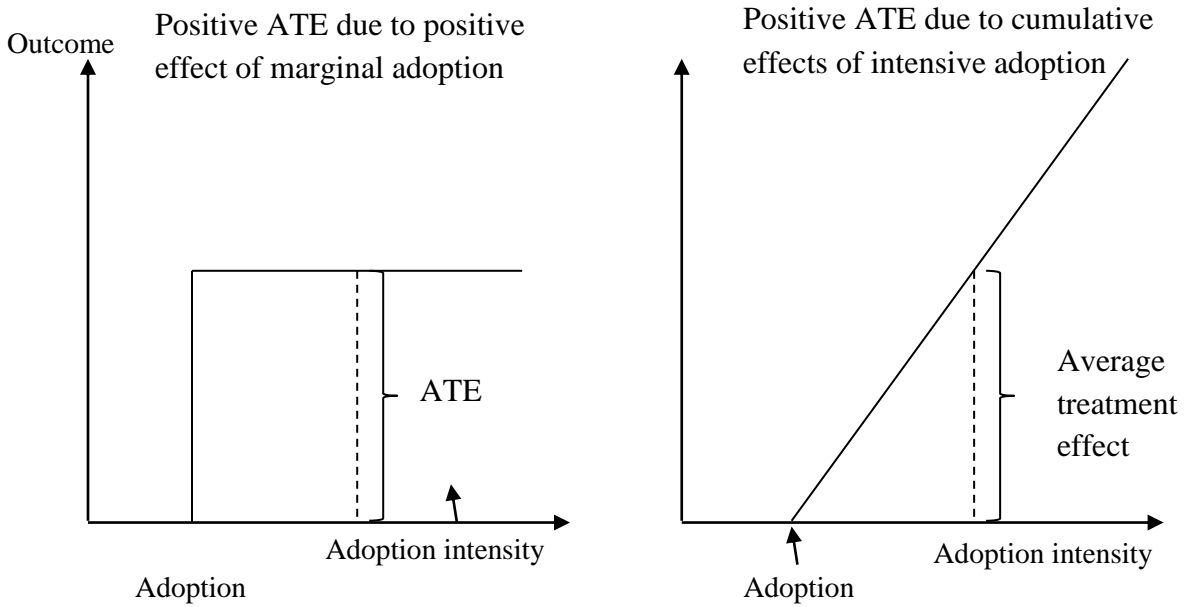 Outcome
Positive ATE due to positive
effect of marginal adoption
ATE
Adoption intensity
Adoption
Positive ATE due to cumulative
effects of intensive adoption
Average
treatment
effect
Adoption intensity
Adoption